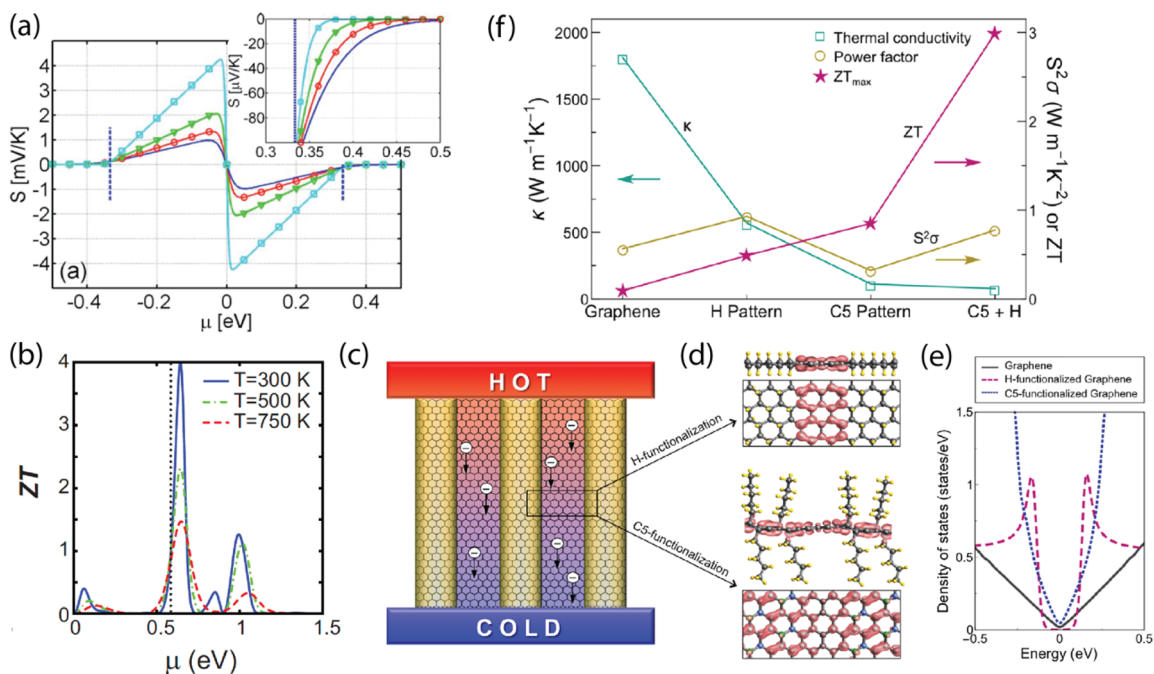 (a)
S [mV/K]
4
3
2
1
0
-1
-2
-3
-4
(a)
-0.4
-0.2
0
0.2
0.4
μ [eV]
S [μV/K]
0
-20
-40
-60
-80
0.3
0.35
0.4
0.45
0.5
(f)
κ (W m⁻¹K⁻¹)
2000
1750
1500
1000
500
0
Thermal conductivity
Power factor
ZTmax
κ
ZT
S²σ
3
2
1
0
S²σ (W m⁻¹K⁻²) or ZT
Graphene
H Pattern
C5 Pattern
C5 + H
(b)
ZT
4
3
2
1
0
T=300 K
T=500 K
T=750 K
0
0.5
1
1.5
μ (eV)
(c)
HOT
COLD
H-functionalization
C5-functionalization
(d)
(e)
Graphene
H-functionalized Graphene
C5-functionalized Graphene
Density of states (states/eV)
1.5
1
0.5
0
−0.5
0
0.5
Energy (eV)